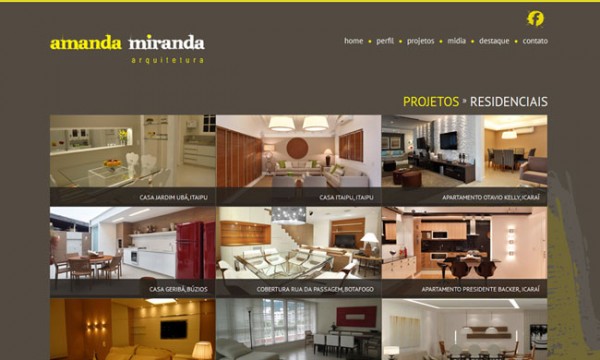 amanda miranda
arquitetura
home • perfil • projetos • mídia • destaque • contato
PROJETOS » RESIDENCIAIS
CASA JARDIM UBÁ, ITAIPU
CASA ITAIPU, ITAIPU
APARTAMENTO OTAVIO KELLY, ICARAÍ
CASA GERIBÁ, BÚZIOS
COBERTURA RUA DA PASSAGEM, BOTAFOGO
APARTAMENTO PRESIDENTE BACKER, ICARAÍ